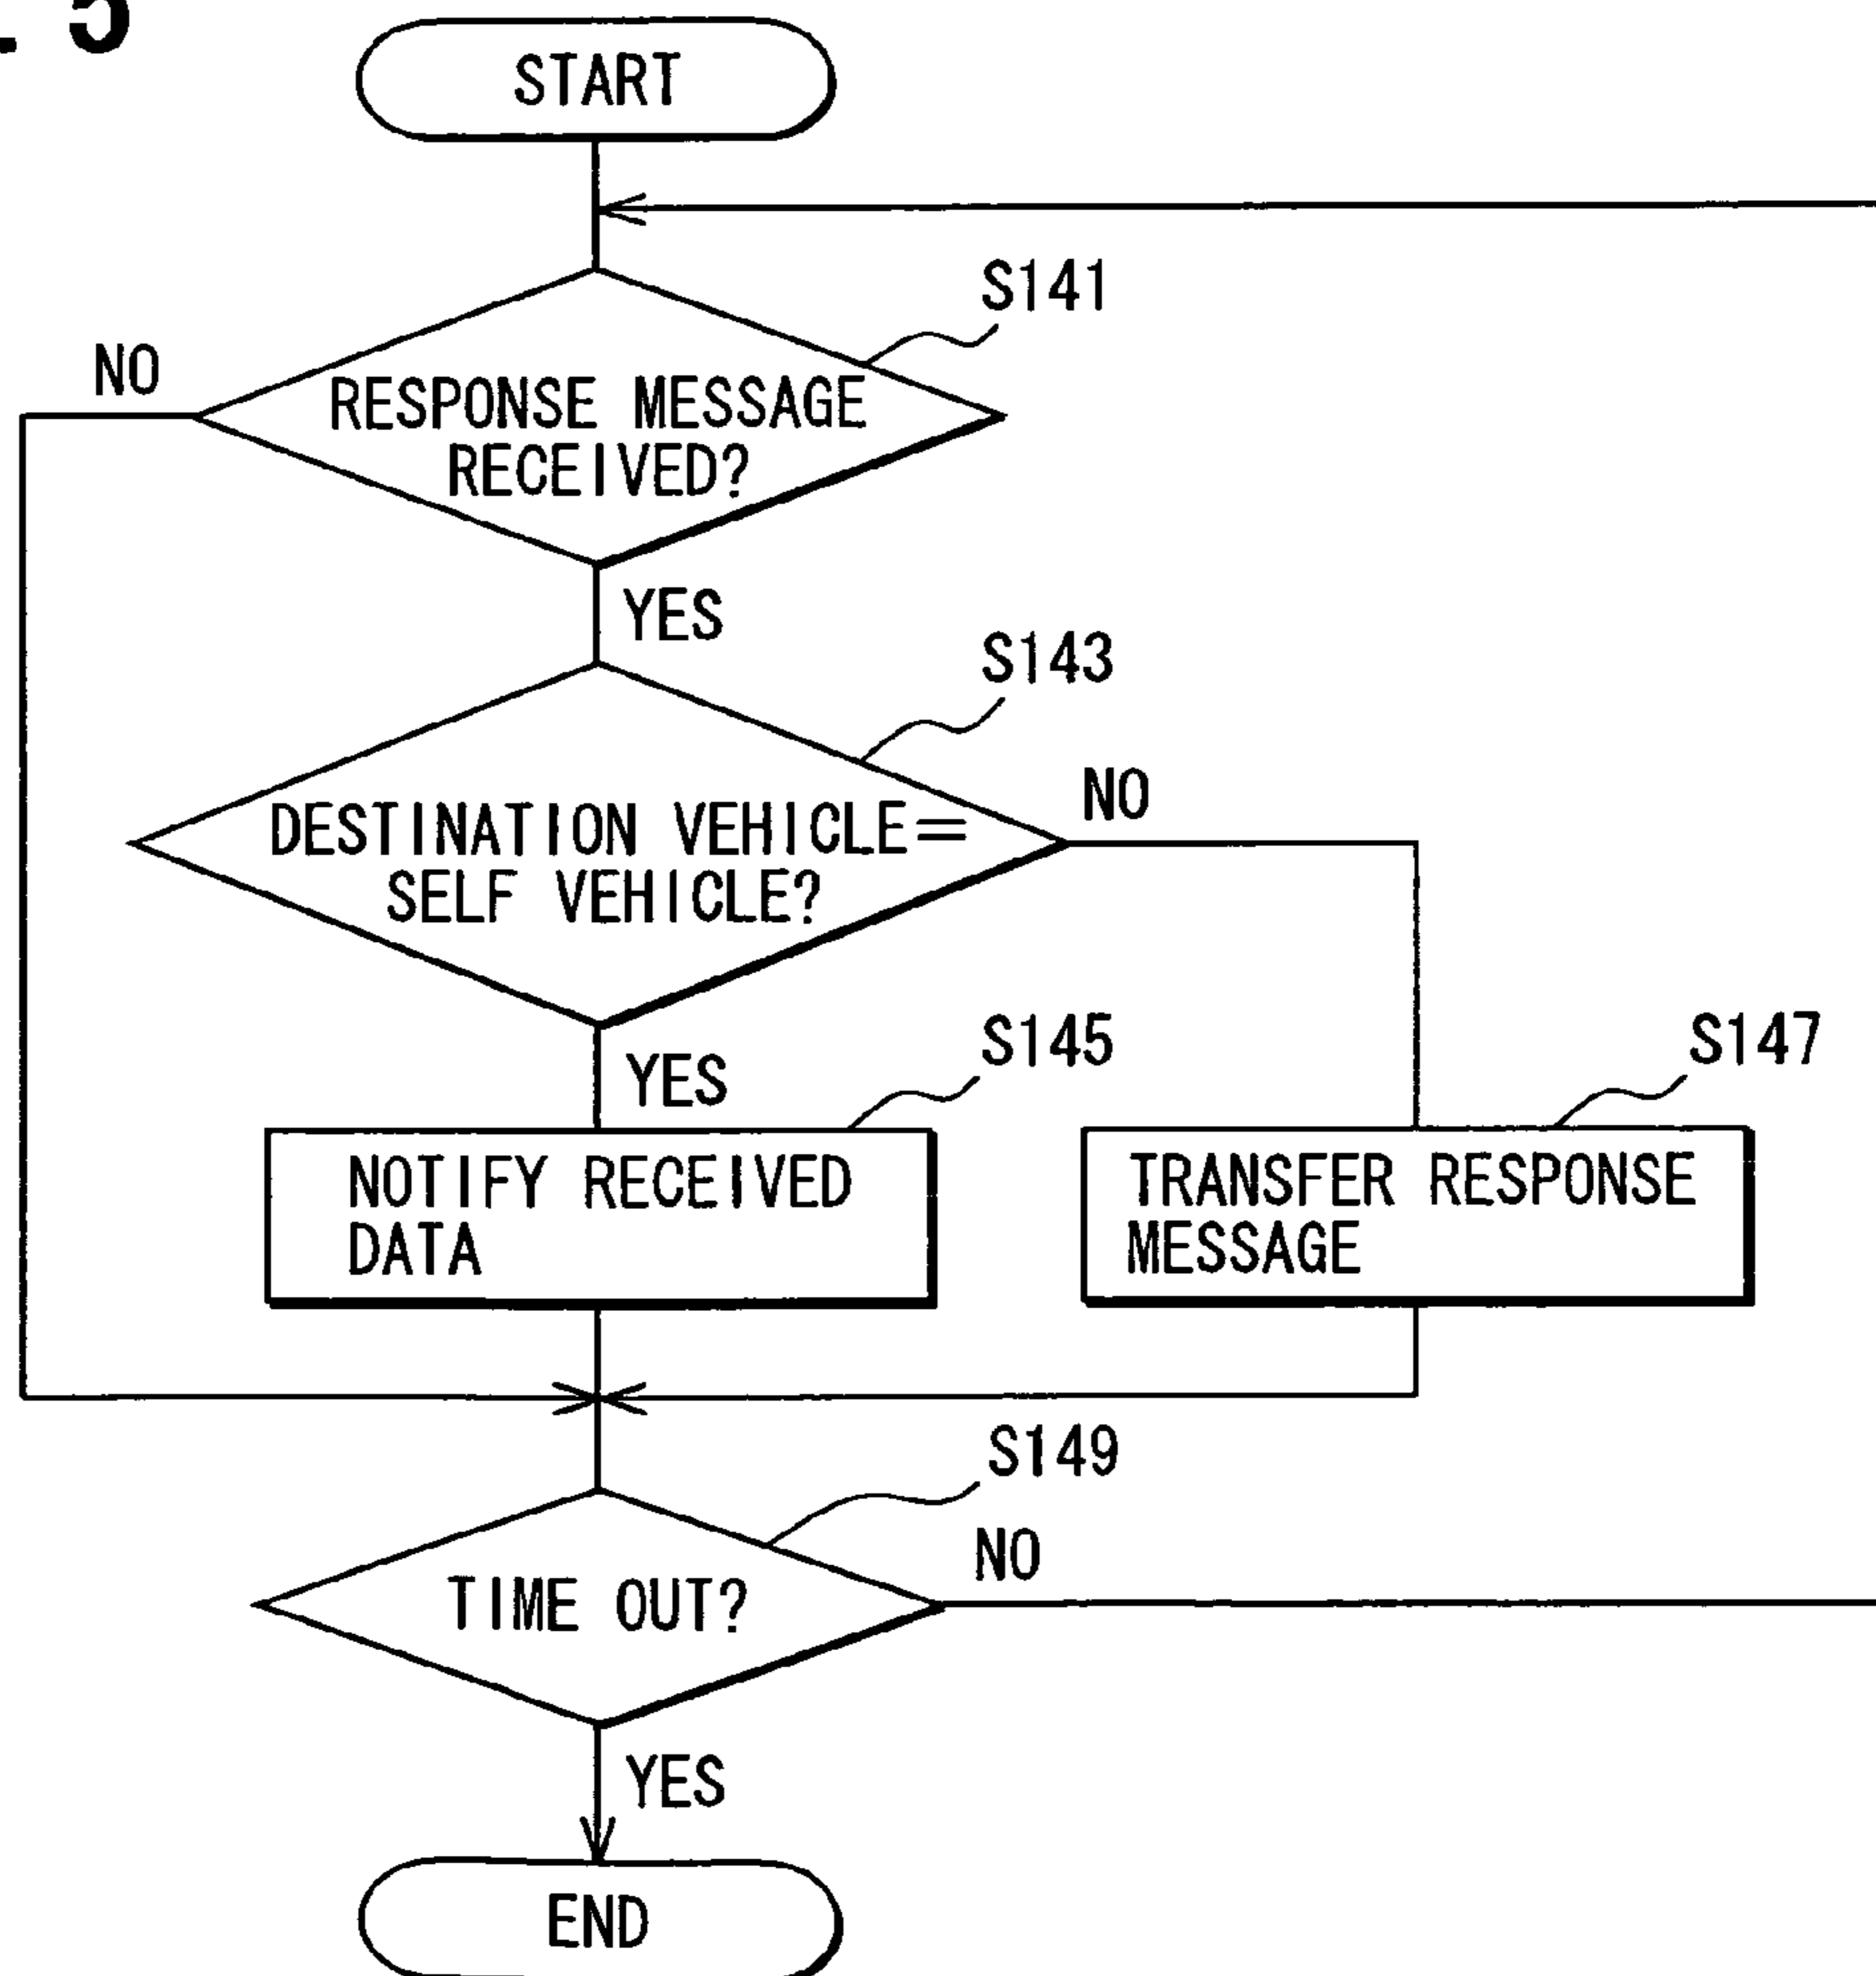 . 5
START
S141
NO
RESPONSE MESSAGE
RECEIVED?
YES
S143
NO
DESTINATION VEHICLE=
SELF VEHICLE?
S145
S147
YES
NOTIFY RECEIVED
DATA
TRANSFER RESPONSE
MESSAGE
S149
NO
TIME OUT?
YES
END